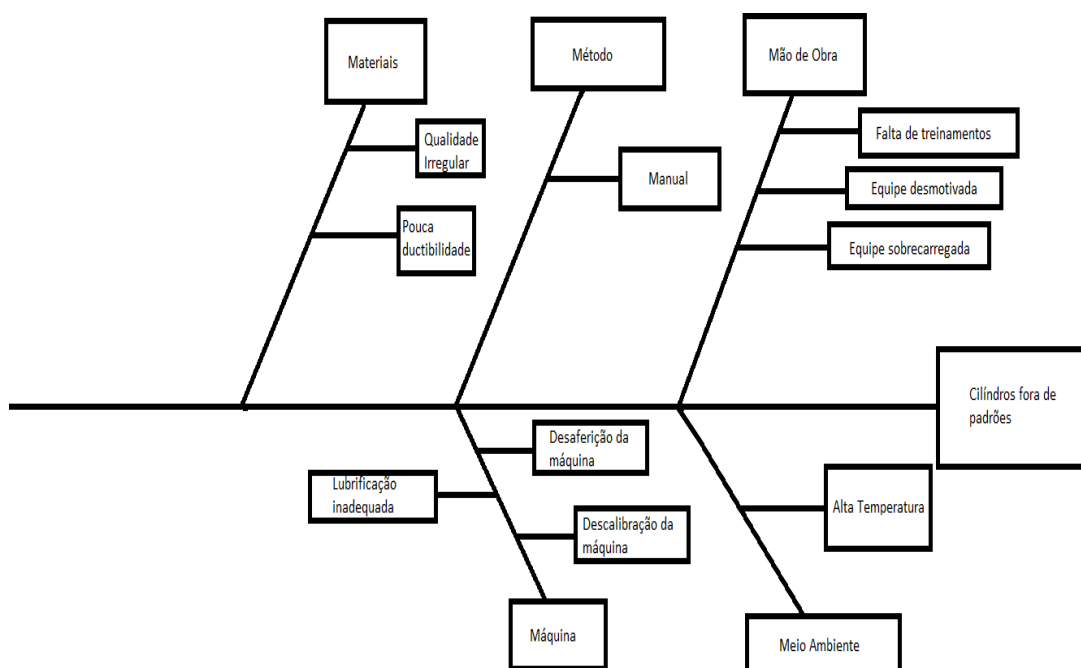 Materiais
Método
Mão de Obra
Qualidade
Irregular
Pouca
ductibilidade
Manual
Falta de treinamentos
Equipe desmotivada
Equipe sobrecarregada
Cilíndros fora de
padrões
Desaferição da
máquina
Lubrificação
inadequada
Descalibração da
máquina
Alta Temperatura
Máquina
Meio Ambiente